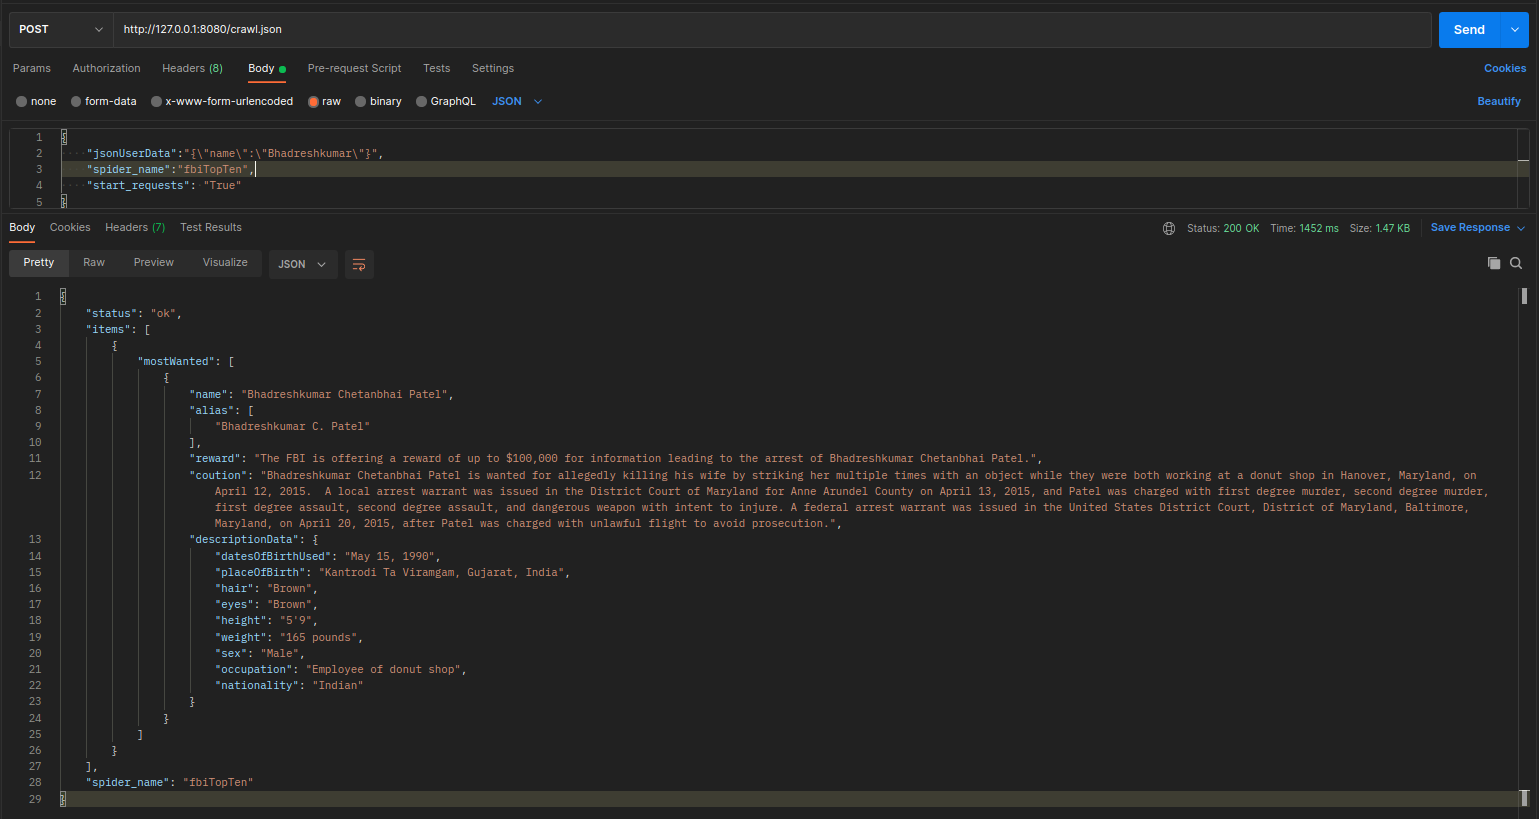 POST http://127.0.0.1:8080/crawl.json Send
Params Authorization Headers (8) Body Pre-request Script Tests Settings Cookies
none form-data x-www-form-urlencoded raw binary GraphQL JSON Beautify
1 {
2 "jsonUserData":"{\"name\":\"Bhadreshkumar\"}",
3 "spider_name":"fbiTopTen",
4 "start_requests": "True"
5 }
Body Cookies Headers (7) Test Results Status: 200 OK Time: 1452 ms Size: 1.47 KB Save Response
Pretty Raw Preview Visualize JSON
1 {
2 "status": "ok",
3 "items": [
4 {
5 "mostWanted": [
6 {
7 "name": "Bhadreshkumar Chetanbhai Patel",
8 "alias": [
9 "Bhadreshkumar C. Patel"
10 ],
11 "reward": "The FBI is offering a reward of up to $100,000 for information leading to the arrest of Bhadreshkumar Chetanbhai Patel.",
12 "coution": "Bhadreshkumar Chetanbhai Patel is wanted for allegedly killing his wife by striking her multiple times with an object while they were both working at a donut shop in Hanover, Maryland, on
April 12, 2015.  A local arrest warrant was issued in the District Court of Maryland for Anne Arundel County on April 13, 2015, and Patel was charged with first degree murder, second degree murder,
first degree assault, second degree assault, and dangerous weapon with intent to injure. A federal arrest warrant was issued in the United States District Court, District of Maryland, Baltimore,
Maryland, on April 20, 2015, after Patel was charged with unlawful flight to avoid prosecution.",
13 "descriptionData": {
14 "datesOfBirthUsed": "May 15, 1990",
15 "placeOfBirth": "Kantrodi Ta Viramgam, Gujarat, India",
16 "hair": "Brown",
17 "eyes": "Brown",
18 "height": "5'9",
19 "weight": "165 pounds",
20 "sex": "Male",
21 "occupation": "Employee of donut shop",
22 "nationality": "Indian"
23 }
24 }
25 ]
26 }
27 ],
28 "spider_name": "fbiTopTen"
29 }